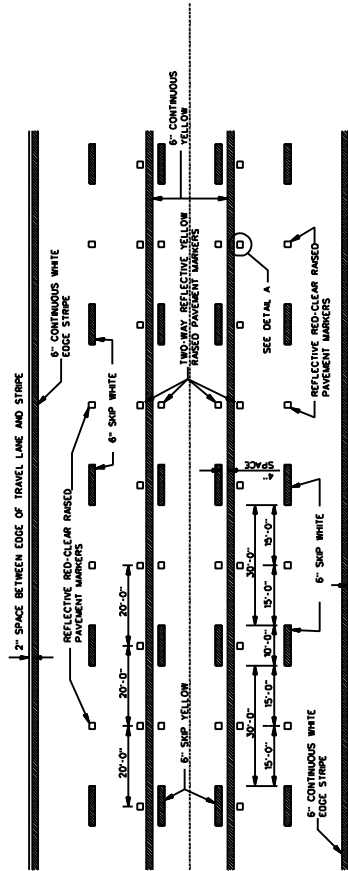 2" SPACE BETWEEN EDGE OF TRAVEL LANE AND STRIPE
6" CONTINUOUS WHITE
EDGE STRIPE
REFLECTIVE RED-CLEAR RAISED
PAVEMENT MARKERS
6" SKIP WHITE
20'-0"
20'-0"
20'-0"
6" SKIP YELLOW
TWO-WAY REFLECTIVE YELLOW
RAISED PAVEMENT MARKERS
6" CONTINUOUS
YELLOW
4"
SPACE
SEE DETAIL A
30'-0"
30'-0"
15'-0"
15'-0"
10'-0"
15'-0"
15'-0"
6" SKIP WHITE
REFLECTIVE RED-CLEAR RAISED
PAVEMENT MARKERS
6" CONTINUOUS WHITE
EDGE STRIPE